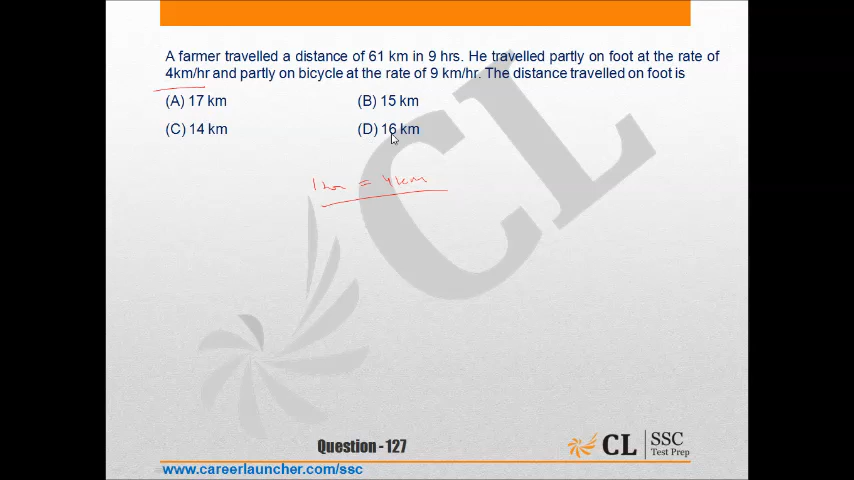 A farmer travelled a distance of 61 km in 9 hrs. He travelled partly on foot at the rate of
4km/hr and partly on bicycle at the rate of 9 km/hr. The distance travelled on foot is
(A) 17 km
(B) 15 km
(C) 14 km
(D) 16 km
1 hr = 4 km
CL
Question - 127
CL
SSC
Test Prep
www.careerlauncher.com/ssc